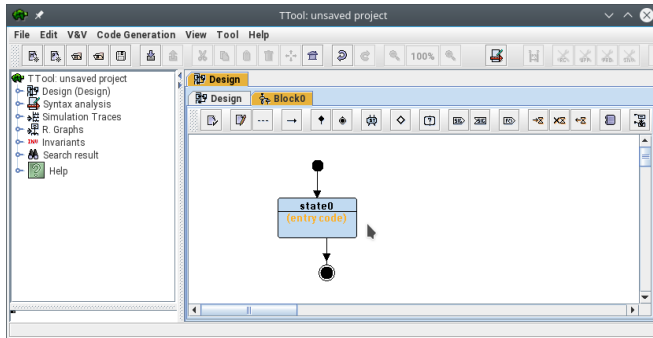 TTool: unsaved project
File Edit V&V Code Generation View Tool Help
100%
TTool: unsaved project
Design (Design)
Syntax analysis
Simulation Traces
R. Graphs
Invariants
Search result
Help
Design
Design Block0
state0
(entry code)